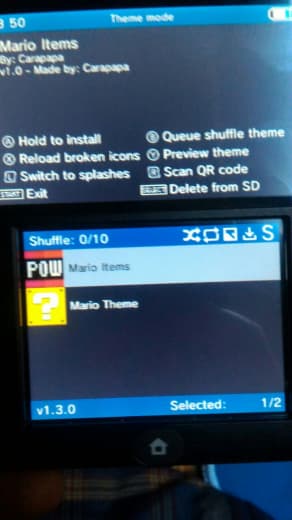 3 50 Theme mode
Mario Items
By: Carapapa
v1.0 - Made by: Carapapa
Ⓐ Hold to install Ⓑ Queue shuffle theme
Ⓧ Reload broken icons Ⓨ Preview theme
L Switch to splashes R Scan QR code
START Exit SELECT Delete from SD
Shuffle: 0/10 S
POW Mario Items
? Mario Theme
v1.3.0 Selected: 1/2